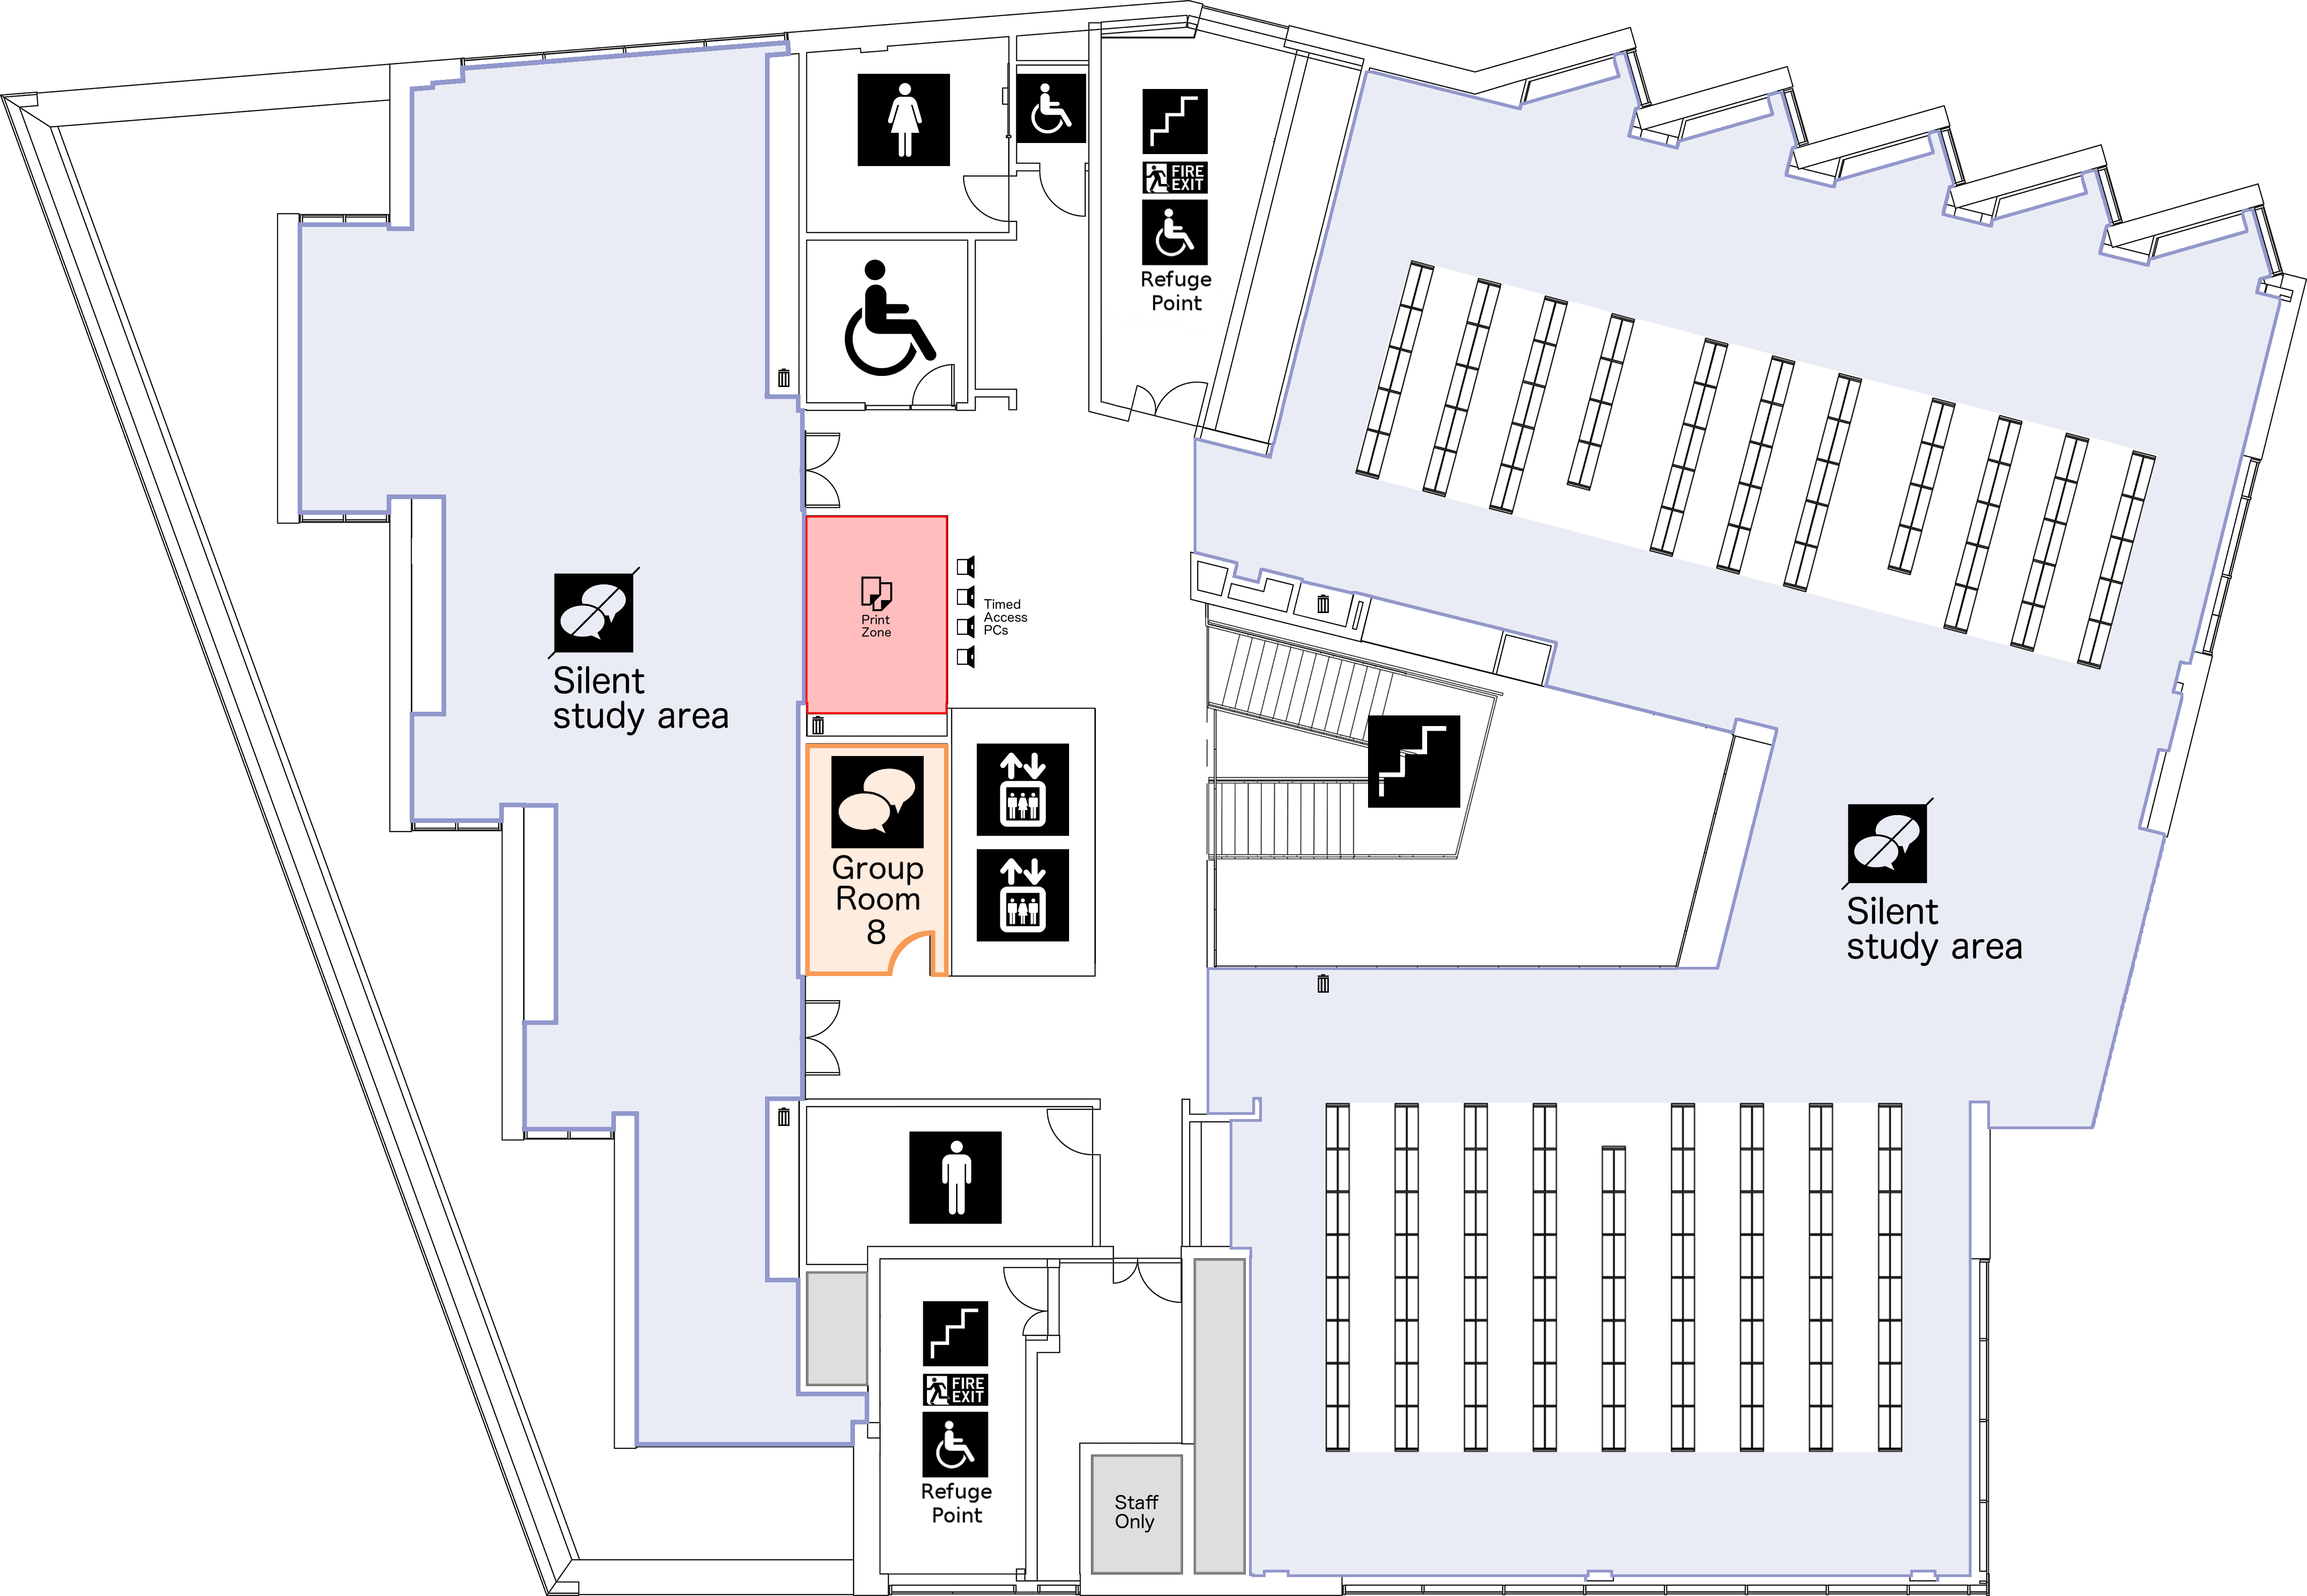 FIRE
EXIT
Refuge
Point
Print
Zone
Timed
Access
PCs
Silent
study area
Group
Room
8
Silent
study area
FIRE
EXIT
Refuge
Point
Staff
Only